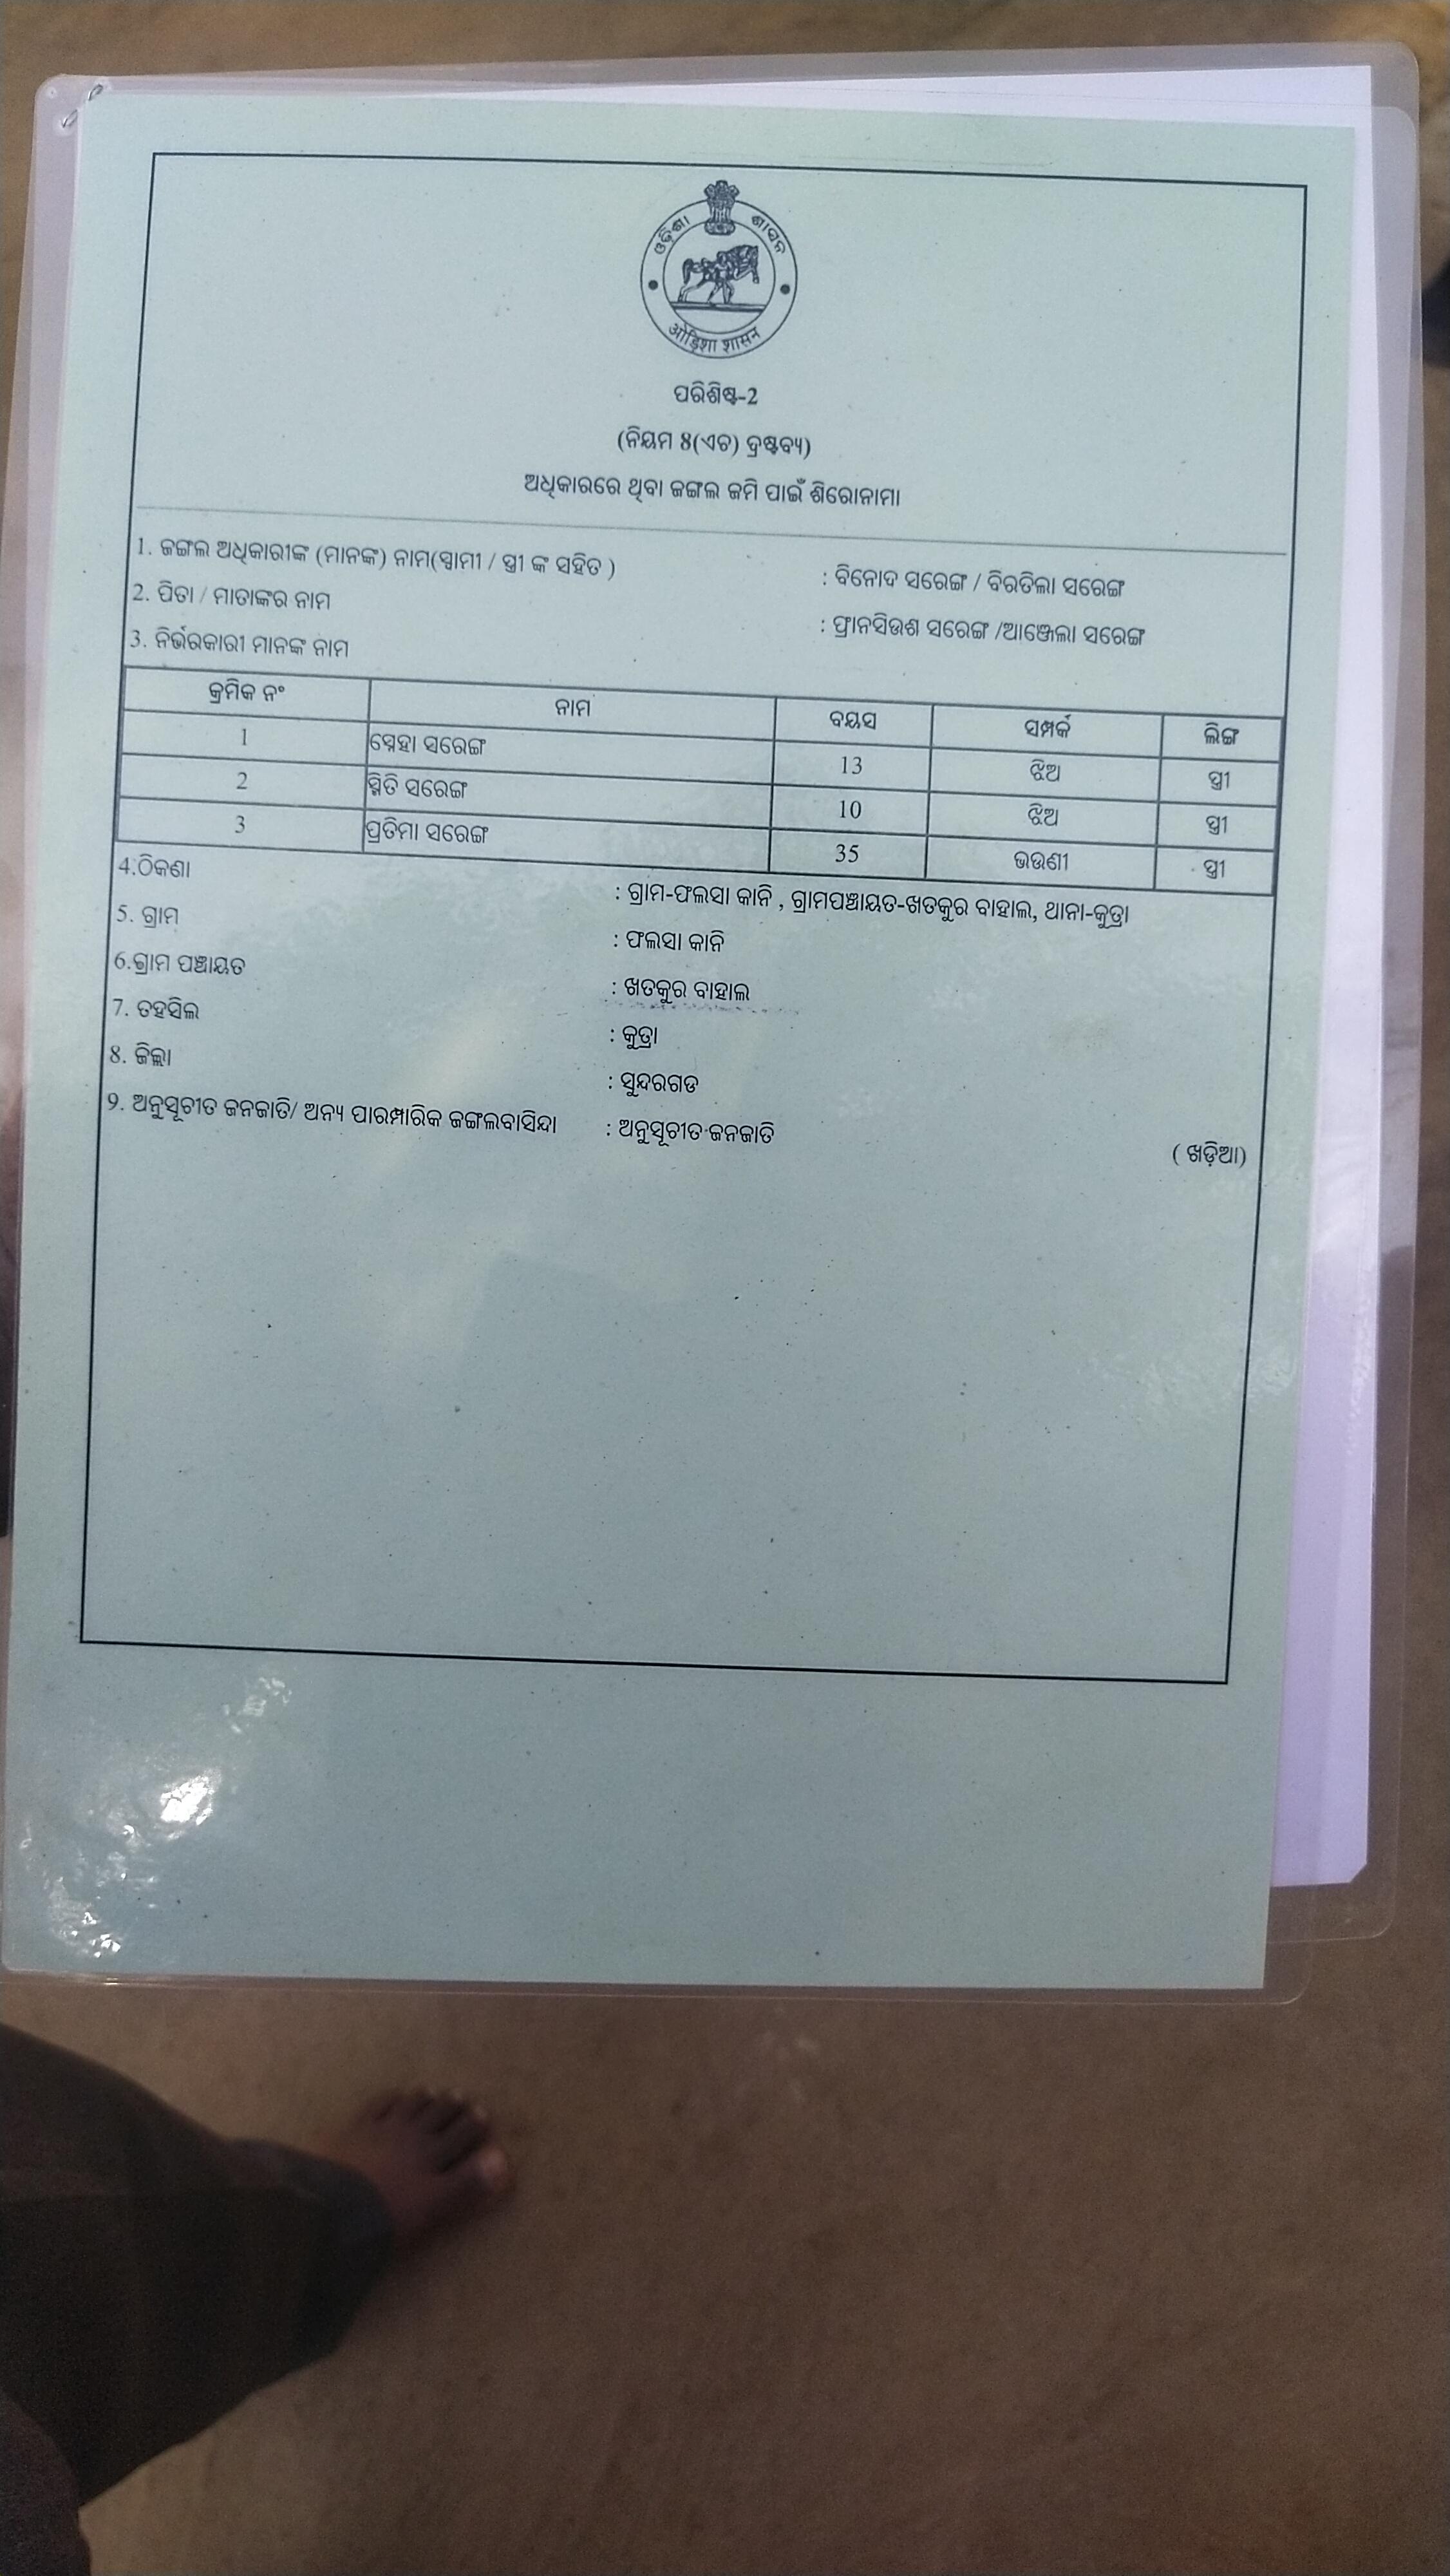 ଓଡ଼ିଶା ଶାସନ
ओड़िशा शासन
ପରିଶିଷ୍ଟ-2
(ନିୟମ 8(ଏଚ) ଦ୍ରଷ୍ଟବ୍ୟ)
ଅଧିକାରରେ ଥିବା ଜଙ୍ଗଲ ଜମି ପାଇଁ ଶିରୋନାମା
1. ଜଙ୍ଗଲ ଅଧିକାରୀଙ୍କ (ମାନଙ୍କ) ନାମ(ସ୍ୱାମୀ / ସ୍ତ୍ରୀ ଙ୍କ ସହିତ ) : ବିନୋଦ ସରେଙ୍ଗ / ବିରତିଲା ସରେଙ୍ଗ
2. ପିତା / ମାତାଙ୍କର ନାମ : ଫ୍ରାନସିଉଶ ସରେଙ୍ଗ /ଆଞ୍ଜେଲା ସରେଙ୍ଗ
3. ନିର୍ଭରକାରୀ ମାନଙ୍କ ନାମ
କ୍ରମିକ ନଂ ନାମ ବୟସ ସମ୍ପର୍କ ଲିଙ୍ଗ
1 ସ୍ନେହା ସରେଙ୍ଗ 13 ଝିଅ ସ୍ତ୍ରୀ
2 ସ୍ମିତି ସରେଙ୍ଗ 10 ଝିଅ ସ୍ତ୍ରୀ
3 ପ୍ରତିମା ସରେଙ୍ଗ 35 ଭଉଣୀ ସ୍ତ୍ରୀ
4.ଠିକଣା : ଗ୍ରାମ-ଫଲସା କାନି , ଗ୍ରାମପଞ୍ଚାୟତ-ଖତକୁର ବାହାଲ, ଥାନା-କୁତ୍ରା
5. ଗ୍ରାମ : ଫଲସା କାନି
6.ଗ୍ରାମ ପଞ୍ଚାୟତ : ଖତକୁର ବାହାଲ
7. ତହସିଲ : କୁତ୍ରା
8. ଜିଲ୍ଲା : ସୁନ୍ଦରଗଡ
9. ଅନୁସୂଚୀତ ଜନଜାତି/ ଅନ୍ୟ ପାରମ୍ପାରିକ ଜଙ୍ଗଲବାସିନ୍ଦା : ଅନୁସୂଚୀତ ଜନଜାତି ( ଖଡ଼ିଆ)